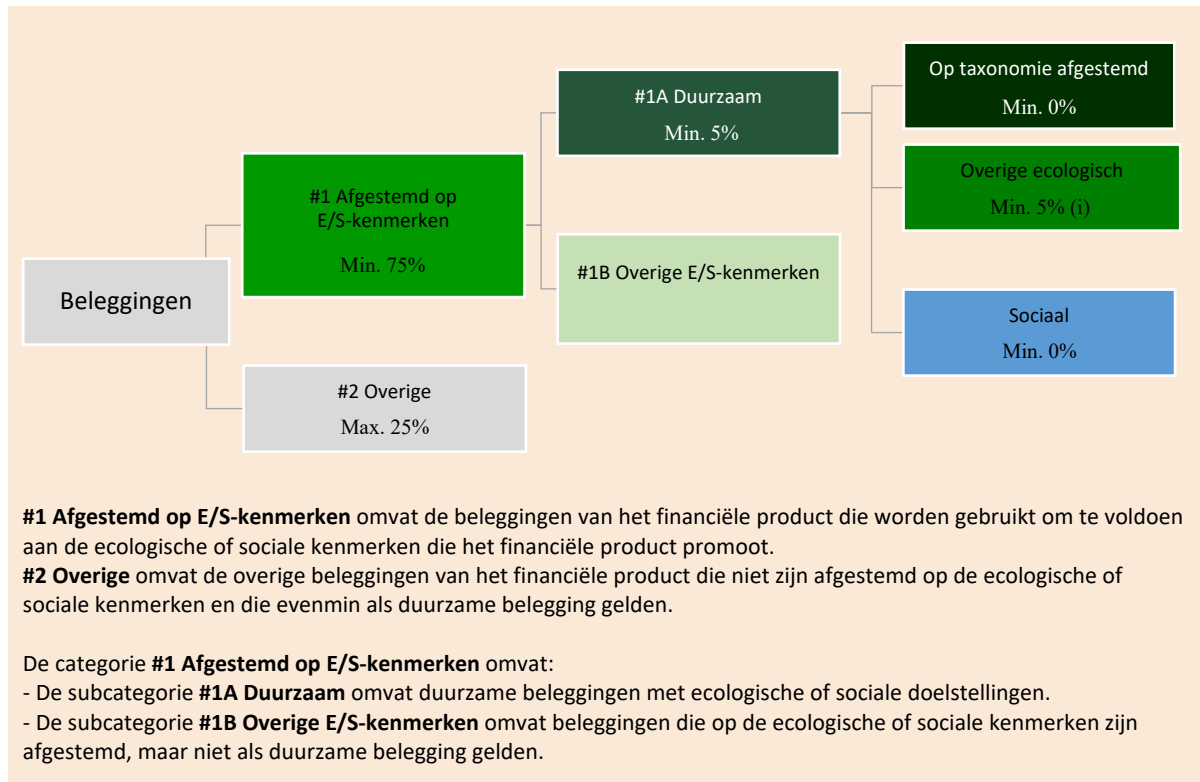 Beleggingen
#1 Afgestemd op
E/S-kenmerken
Min. 75%
#2 Overige
Max. 25%
#1A Duurzaam
Min. 5%
#1B Overige E/S-kenmerken
Op taxonomie afgestemd
Min. 0%
Overige ecologisch
Min. 5% (i)
Sociaal
Min. 0%
#1 Afgestemd op E/S-kenmerken omvat de beleggingen van het financiële product die worden gebruikt om te voldoen
aan de ecologische of sociale kenmerken die het financiële product promoot.
#2 Overige omvat de overige beleggingen van het financiële product die niet zijn afgestemd op de ecologische of
sociale kenmerken en die evenmin als duurzame belegging gelden.
De categorie #1 Afgestemd op E/S-kenmerken omvat:
- De subcategorie #1A Duurzaam omvat duurzame beleggingen met ecologische of sociale doelstellingen.
- De subcategorie #1B Overige E/S-kenmerken omvat beleggingen die op de ecologische of sociale kenmerken zijn
afgestemd, maar niet als duurzame belegging gelden.